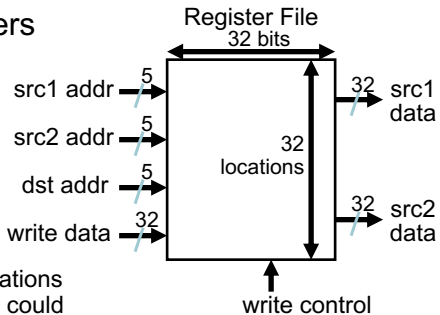 ers
Register File
32 bits
src1 addr
5
src2 addr
5
dst addr
5
write data
32
32
locations
32
src1
data
32
src2
data
ations
could
write control